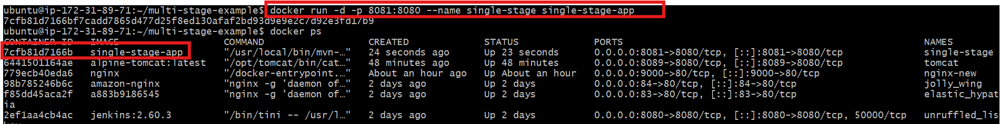 ubuntu@ip-172-31-89-71:~/multi-stage-example$ docker run -d -p 8081:8080 --name single-stage single-stage-app
7cfb81d7166bf7cadd7865d477d25f8ed130afaf2bd93d9e9e2c7d92e3fd17b9
ubuntu@ip-172-31-89-71:~/multi-stage-example$ docker ps
CONTAINER ID   IMAGE                  COMMAND                  CREATED             STATUS             PORTS                                                  NAMES
7cfb81d7166b   single-stage-app       "/usr/local/bin/mvn-…"   24 seconds ago      Up 23 seconds      0.0.0.0:8081->8080/tcp, [::]:8081->8080/tcp            single-stage
6441501164ae   alpine-tomcat:latest   "/opt/tomcat/bin/cat…"   48 minutes ago      Up 48 minutes      0.0.0.0:8089->8080/tcp, [::]:8089->8080/tcp            tomcat
779ecb40eda6   nginx                  "/docker-entrypoint.…"   About an hour ago   Up About an hour   0.0.0.0:9000->80/tcp, [::]:9000->80/tcp                nginx-new
98b785246b6c   amazon-nginx           "nginx -g 'daemon of…"   2 days ago          Up 2 days          0.0.0.0:84->80/tcp, [::]:84->80/tcp                    jolly_wing
f85dd45aca2f   a883b9186545           "nginx -g 'daemon of…"   2 days ago          Up 2 days          0.0.0.0:83->80/tcp, [::]:83->80/tcp                    elastic_hypat
ia
2ef1aa4cb4ac   jenkins:2.60.3         "/bin/tini -- /usr/l…"   2 days ago          Up 2 days          0.0.0.0:8080->8080/tcp, [::]:8080->8080/tcp, 50000/tcp   unruffled_lis